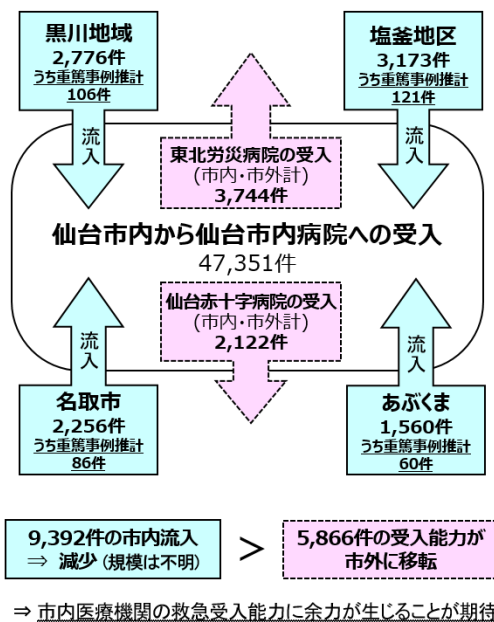 黒川地域
2,776件
うち重篤事例推計
106件
塩釜地区
3,173件
うち重篤事例推計
121件
流入
流入
東北労災病院の受入
(市内・市外計)
3,744件
仙台市内から仙台市内病院への受入
47,351件
仙台赤十字病院の受入
(市内・市外計)
2,122件
流入
流入
名取市
2,256件
うち重篤事例推計
86件
あぶくま
1,560件
うち重篤事例推計
60件
9,392件の市内流入
⇒ 減少 (規模は不明)
>
5,866件の受入能力が
市外に移転
⇒ 市内医療機関の救急受入能力に余力が生じることが期待